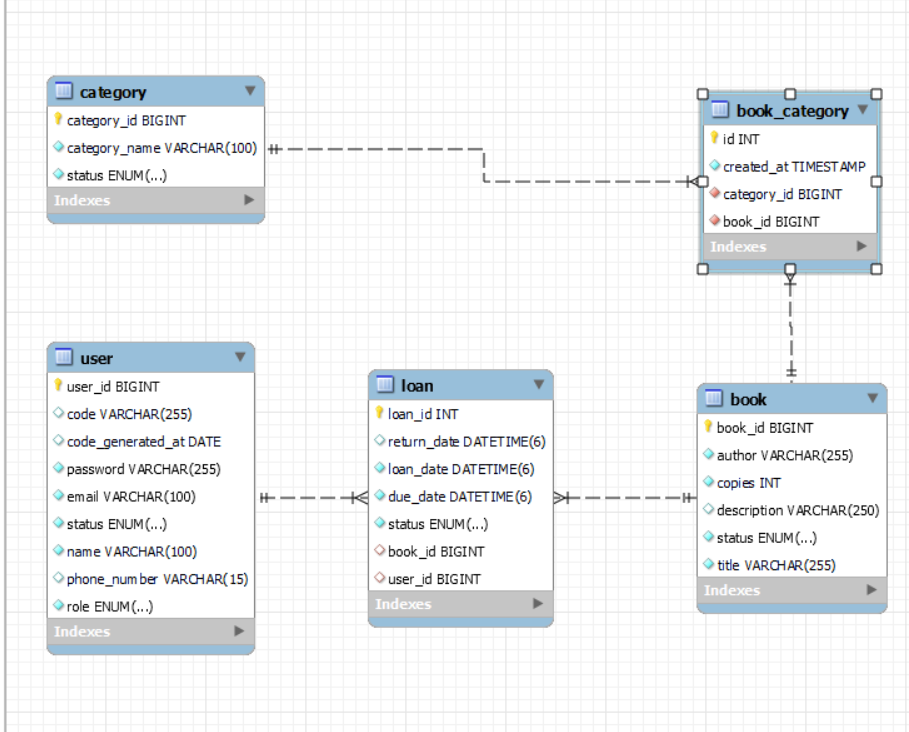 category
category_id BIGINT
category_name VARCHAR(100)
status ENUM(...)
Indexes
book_category
id INT
created_at TIMESTAMP
category_id BIGINT
book_id BIGINT
Indexes
user
user_id BIGINT
code VARCHAR(255)
code_generated_at DATE
password VARCHAR(255)
email VARCHAR(100)
status ENUM(...)
name VARCHAR(100)
phone_number VARCHAR(15)
role ENUM(...)
Indexes
loan
loan_id INT
return_date DATETIME(6)
loan_date DATETIME(6)
due_date DATETIME(6)
status ENUM(...)
book_id BIGINT
user_id BIGINT
Indexes
book
book_id BIGINT
author VARCHAR(255)
copies INT
description VARCHAR(250)
status ENUM(...)
title VARCHAR(255)
Indexes